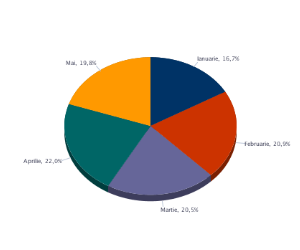 Ianuarie, 16,7%
Mai, 19,8%
Februarie, 20,9%
Aprilie, 22,0%
Martie, 20,5%